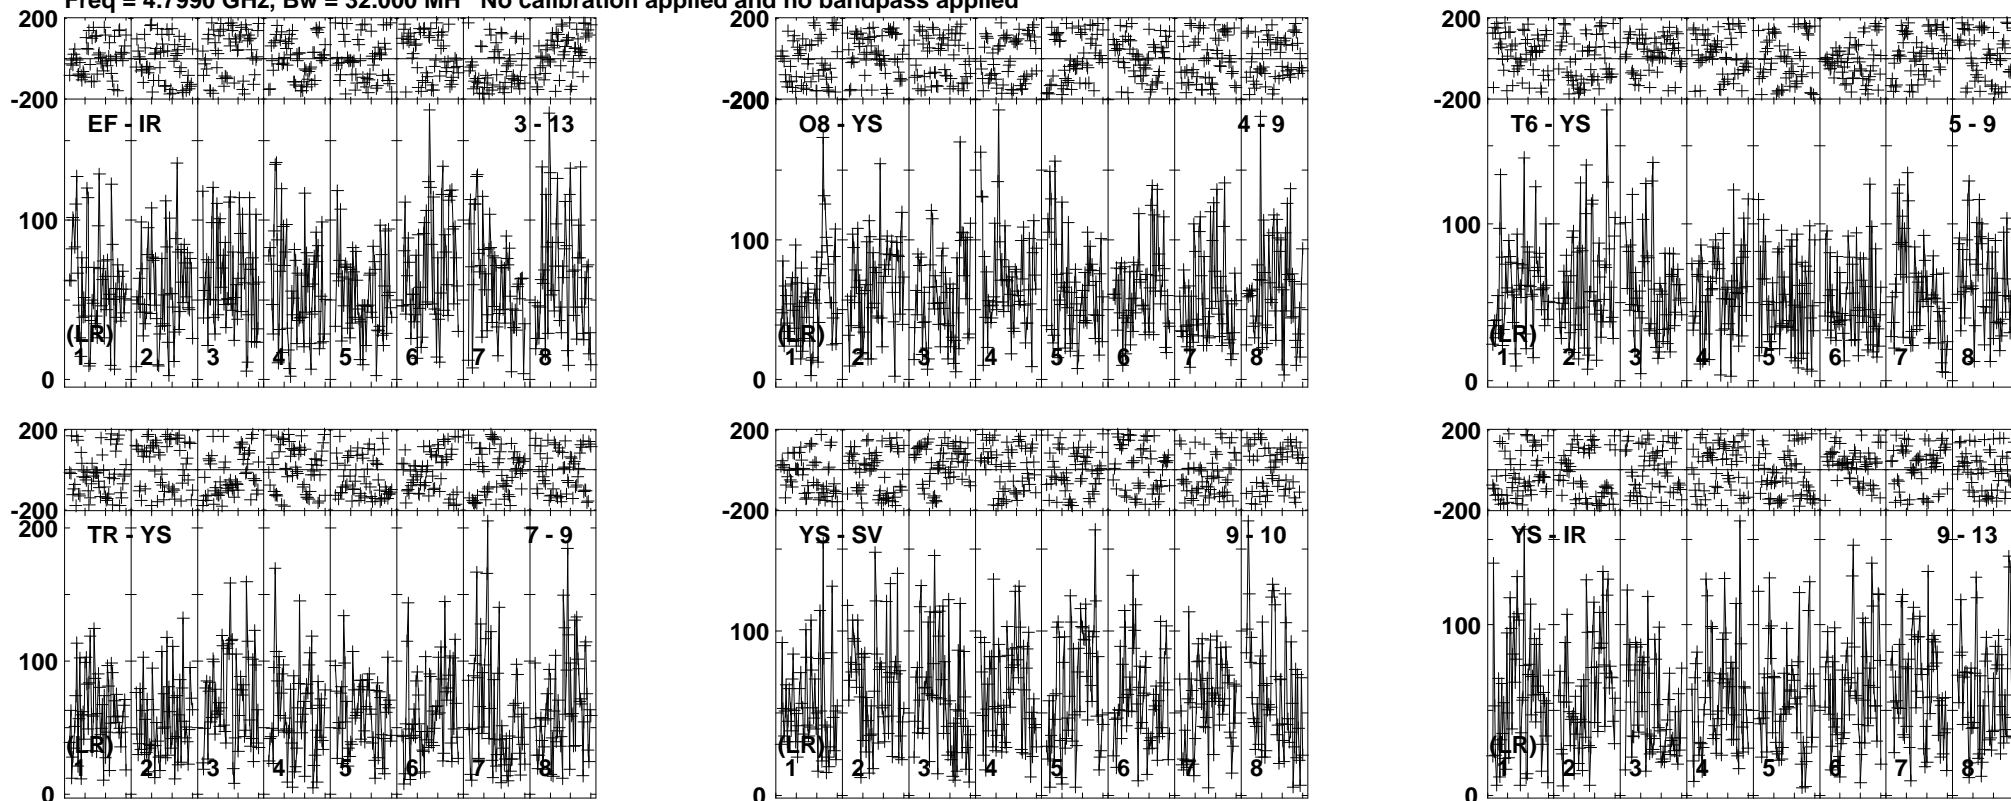 Freq = 4.7990 GHz, Bw = 32.000 MH No calibration applied and no bandpass applied
200 200 200
-200 -200 -200
EF - IR 3 - 13 O8 - YS 4 - 9 T6 - YS 5 - 9
100 100 100
(LR) (LR) (LR)
1 2 3 4 5 6 7 8 1 2 3 4 5 6 7 8 1 2 3 4 5 6 7 8
0 0 0
200 200 200
-200 -200 -200
200
TR - YS 7 - 9 YS - SV 9 - 10 YS - IR 9 - 13
100 100 100
(LR) (LR) (LR)
1 2 3 4 5 6 7 8 1 2 3 4 5 6 7 8 1 2 3 4 5 6 7 8
0 0 0